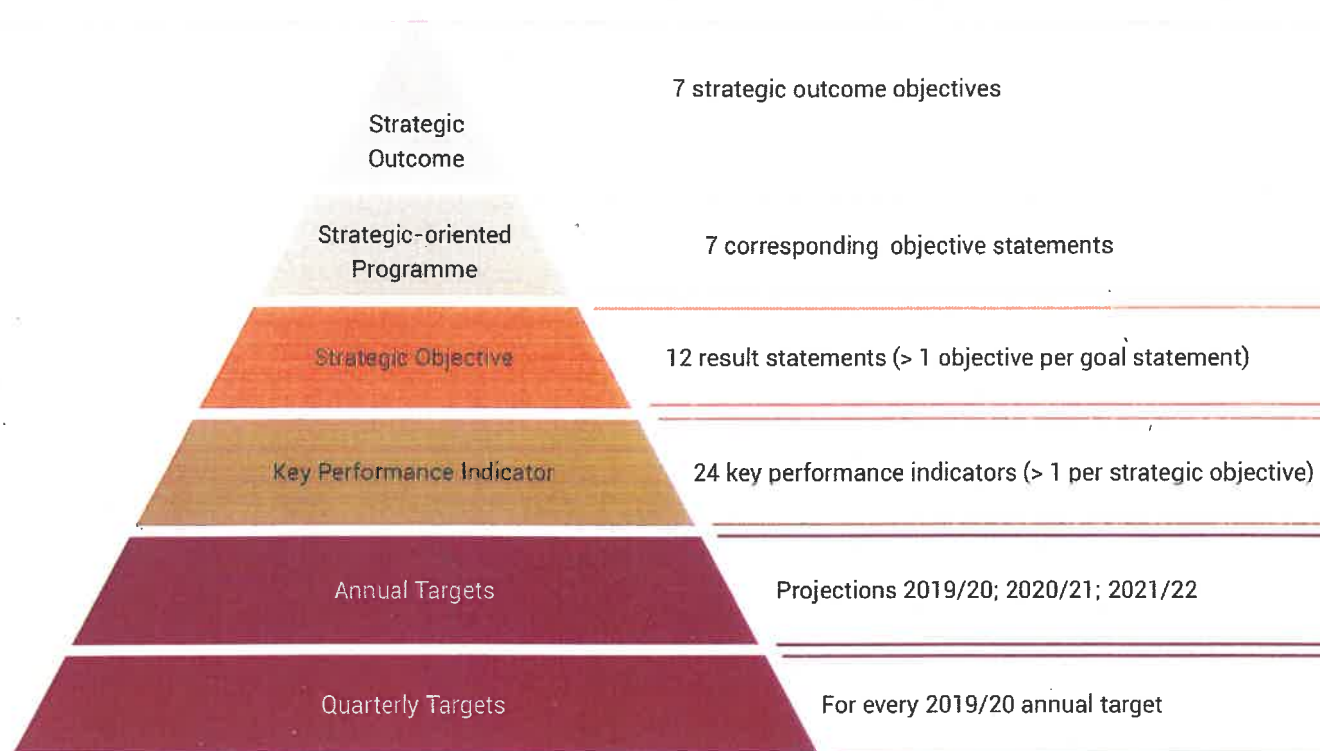 7 strategic outcome objectives
Strategic
Outcome
Strategic-oriented
Programme
7 corresponding objective statements
Strategic Objective
12 result statements (> 1 objective per goal statement)
Key Performance Indicator
24 key performance indicators (> 1 per strategic objective)
Annual Targets
Projections 2019/20; 2020/21; 2021/22
Quarterly Targets
For every 2019/20 annual target